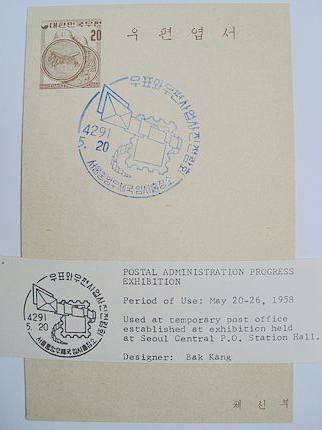 대한민국우편
20
우편엽서
우표와우편사업사진전람회
4291
5. 20
서울중앙우체국임시출장소
우표와우편사업사진전람회
4291
5. 20
서울중앙우체국임시출장소
POSTAL ADMINISTRATION PROGRESS
EXHIBITION
Period of Use: May 20-26, 1958
Used at temporary post office
established at exhibition held
at Seoul Central P.O. Station Hall.
Designer: Bak Kang
체신부